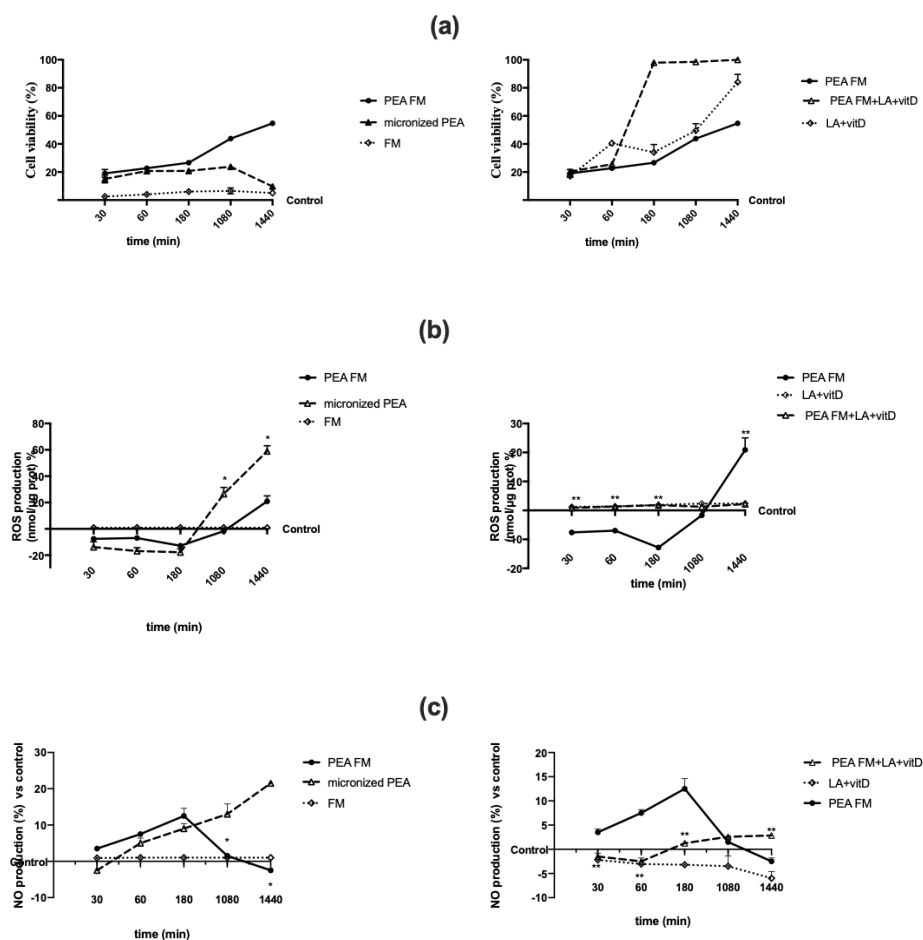 (a)
Cell viability (%)
100
80
60
40
20
30
60
180
1080
1440
Control
time (min)
PEA FM
micronized PEA
FM
Cell viability (%)
100
80
60
40
20
30
60
180
1080
1440
Control
time (min)
PEA FM
PEA FM+LA+vitD
LA+vitD
(b)
PEA FM
micronized PEA
FM
ROS production
(nmol/µg prot) %
80
60
40
20
-20
*
*
Control
30
60
180
1080
1440
time (min)
PEA FM
LA+vitD
PEA FM+LA+vitD
ROS production
(nmol/µg prot) %
30
20
10
-10
-20
**
**
**
**
Control
30
60
180
1080
1440
time (min)
(c)
NO production (%) vs control
30
20
10
Control
-10
*
*
30
60
180
1080
1440
time (min)
PEA FM
micronized PEA
FM
NO production (%) vs control
20
15
10
5
Control
-5
-10
**
**
**
**
30
60
180
1080
1440
time (min)
PEA FM+LA+vitD
LA+vitD
PEA FM